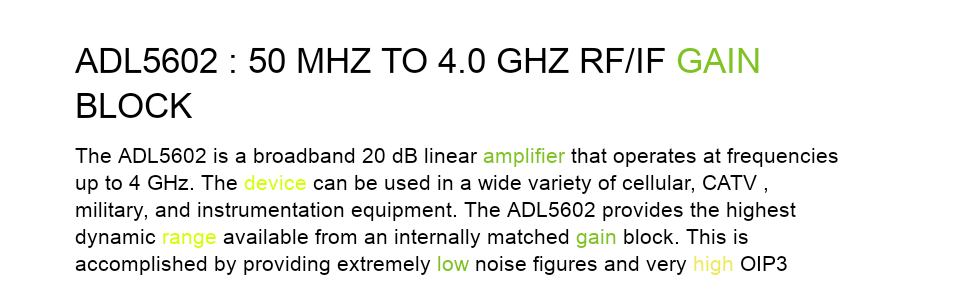 ADL5602 : 50 MHZ TO 4.0 GHZ RF/IF GAIN
BLOCK
The ADL5602 is a broadband 20 dB linear amplifier that operates at frequencies
up to 4 GHz. The device can be used in a wide variety of cellular, CATV ,
military, and instrumentation equipment. The ADL5602 provides the highest
dynamic range available from an internally matched gain block. This is
accomplished by providing extremely low noise figures and very high OIP3